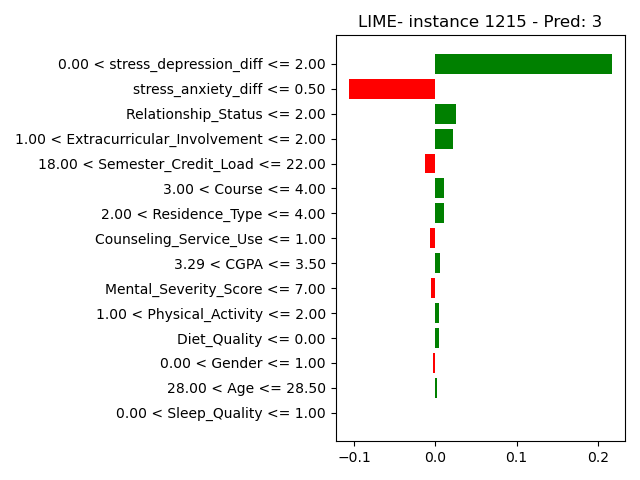 LIME- instance 1215 - Pred: 3
0.00 < stress_depression_diff <= 2.00
stress_anxiety_diff <= 0.50
Relationship_Status <= 2.00
1.00 < Extracurricular_Involvement <= 2.00
18.00 < Semester_Credit_Load <= 22.00
3.00 < Course <= 4.00
2.00 < Residence_Type <= 4.00
Counseling_Service_Use <= 1.00
3.29 < CGPA <= 3.50
Mental_Severity_Score <= 7.00
1.00 < Physical_Activity <= 2.00
Diet_Quality <= 0.00
0.00 < Gender <= 1.00
28.00 < Age <= 28.50
0.00 < Sleep_Quality <= 1.00
−0.1 0.0 0.1 0.2